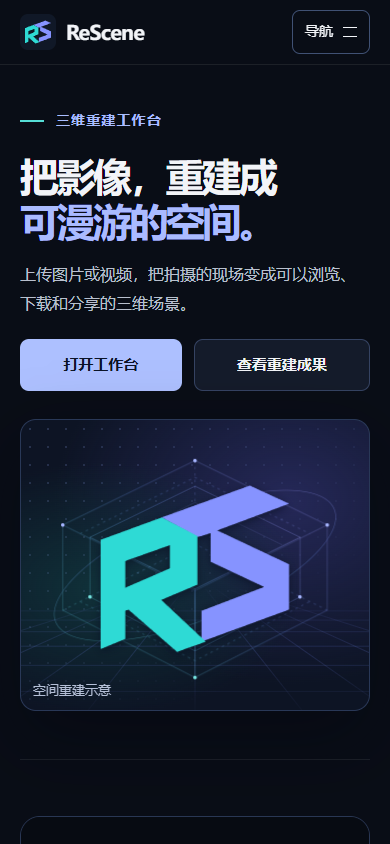 ReScene
导航
三维重建工作台
把影像，重建成
可漫游的空间。
上传图片或视频，把拍摄的现场变成可以浏览、
下载和分享的三维场景。
打开工作台
查看重建成果
RS
空间重建示意